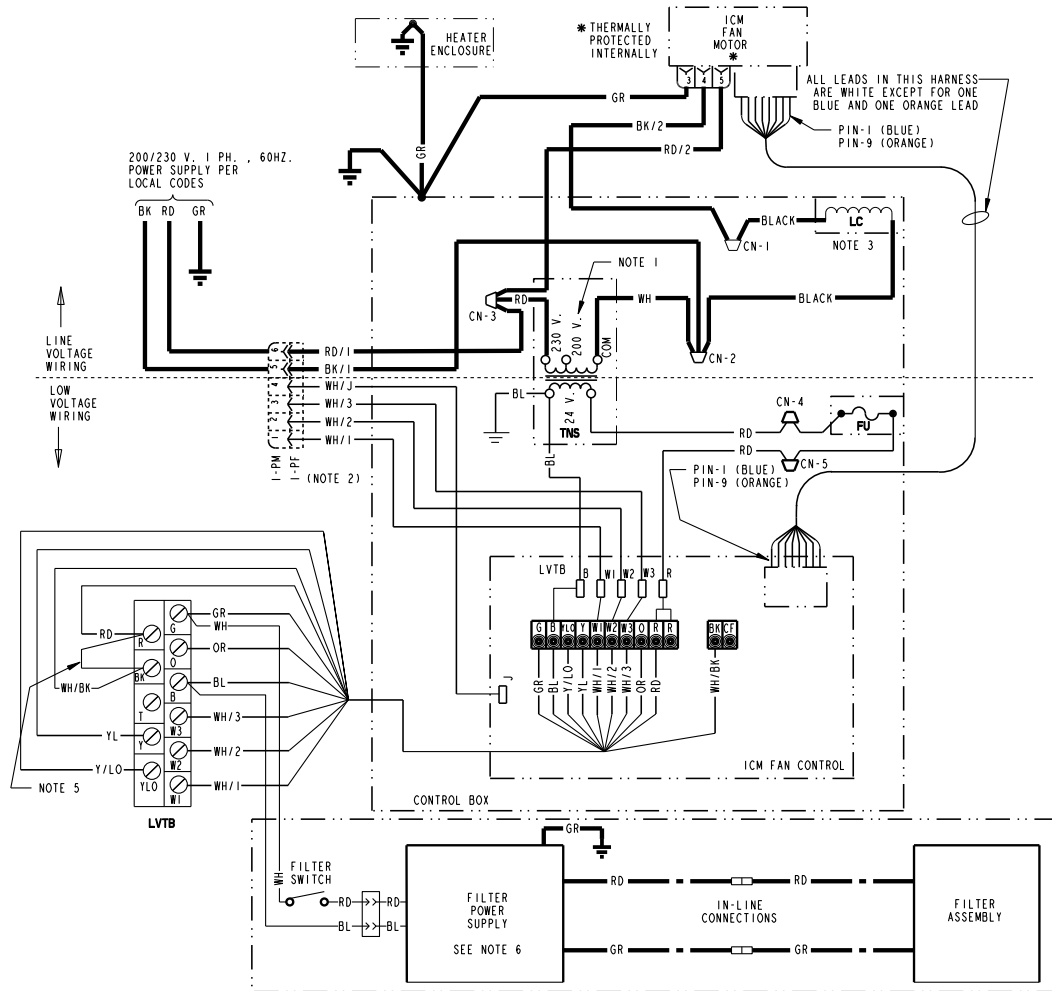 HEATER
ENCLOSURE
* THERMALLY
PROTECTED
INTERNALLY
ICM
FAN
MOTOR
*
3 4 5
ALL LEADS IN THIS HARNESS
ARE WHITE EXCEPT FOR ONE
BLUE AND ONE ORANGE LEAD
PIN-1 (BLUE)
PIN-9 (ORANGE)
GR
BK/2
RD/2
GR
200/230 V. 1 PH. , 60HZ.
POWER SUPPLY PER
LOCAL CODES
BK RD GR
BLACK
LC
NOTE 3
CN-1
NOTE 1
RD
CN-3
WH
BLACK
230 V.
200 V.
COM
CN-2
LINE
VOLTAGE
WIRING
LOW
VOLTAGE
WIRING
6
5
4
3
2
1
RD/1
BK/1
WH/J
WH/3
WH/2
WH/1
1-PM
1-PF
(NOTE 2)
BL
24 V.
TNS
BL
CN-4
FU
RD
RD
CN-5
PIN-1 (BLUE)
PIN-9 (ORANGE)
LVTB
B W1 W2 W3 R
G B YLO Y W1 W2 W3 O R R
BK CF
GR
BL
Y/LO
YL
WH/1
WH/2
WH/3
OR
RD
WH/BK
J
ICM FAN CONTROL
CONTROL BOX
RD
WH/BK
YL
Y/LO
NOTE 5
R
BK
T
Y
YLO
G
O
B
W3
W2
W1
GR
WH
OR
BL
WH/3
WH/2
WH/1
LVTB
WH
FILTER
SWITCH
RD
RD
BL
BL
FILTER
POWER
SUPPLY
SEE NOTE 6
GR
RD
RD
IN-LINE
CONNECTIONS
GR
GR
FILTER
ASSEMBLY